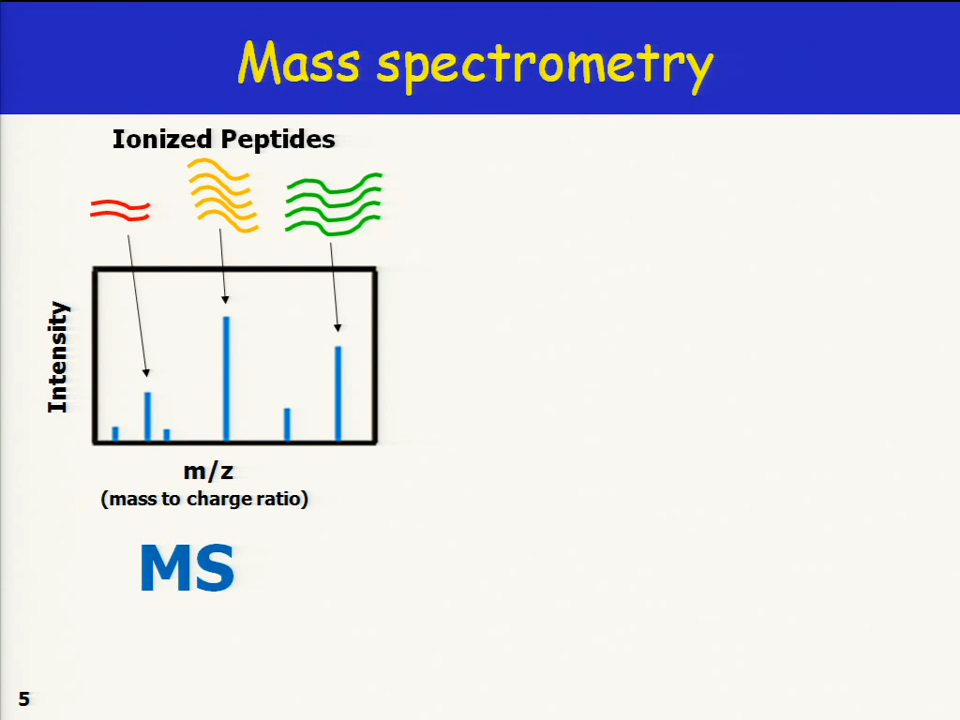 Mass spectrometry
Ionized Peptides
Intensity
m/z
(mass to charge ratio)
MS
5